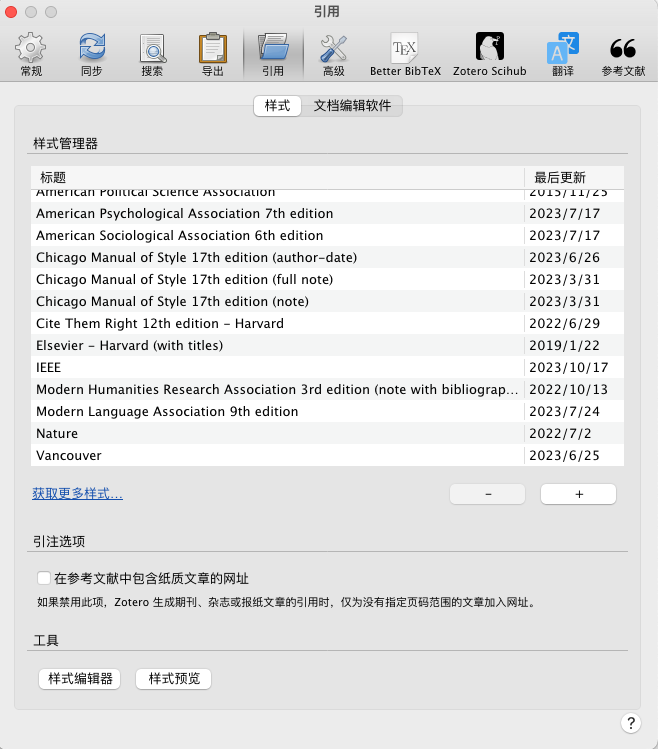 引用
常规 同步 搜索 导出 引用 高级 Better BibTeX Zotero Scihub 翻译 参考文献
TEX
文 A
样式 文档编辑软件
样式管理器
标题 最后更新
American Political Science Association 2015/11/25
American Psychological Association 7th edition 2023/7/17
American Sociological Association 6th edition 2023/7/17
Chicago Manual of Style 17th edition (author-date) 2023/6/26
Chicago Manual of Style 17th edition (full note) 2023/3/31
Chicago Manual of Style 17th edition (note) 2023/3/31
Cite Them Right 12th edition - Harvard 2022/6/29
Elsevier - Harvard (with titles) 2019/1/22
IEEE 2023/10/17
Modern Humanities Research Association 3rd edition (note with bibliograp... 2022/10/13
Modern Language Association 9th edition 2023/7/24
Nature 2022/7/2
Vancouver 2023/6/25
获取更多样式... - +
引注选项
在参考文献中包含纸质文章的网址
如果禁用此项，Zotero 生成期刊、杂志或报纸文章的引用时，仅为没有指定页码范围的文章加入网址。
工具
样式编辑器 样式预览
?